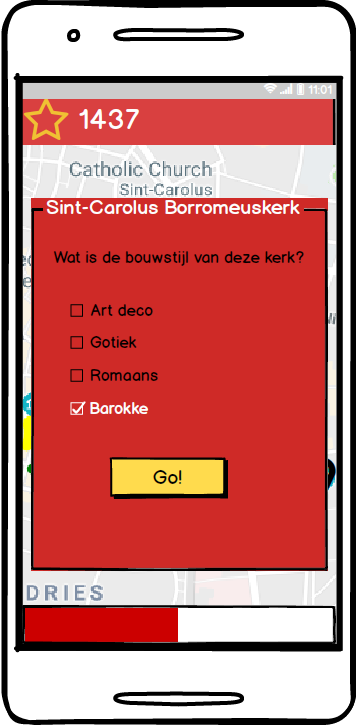 11:01
1437
Catholic Church
Sint-Carolus
Sint-Carolus Borromeuskerk
Wat is de bouwstijl van deze kerk?
Art deco
Gotiek
Romaans
Barokke
Go!
DRIES